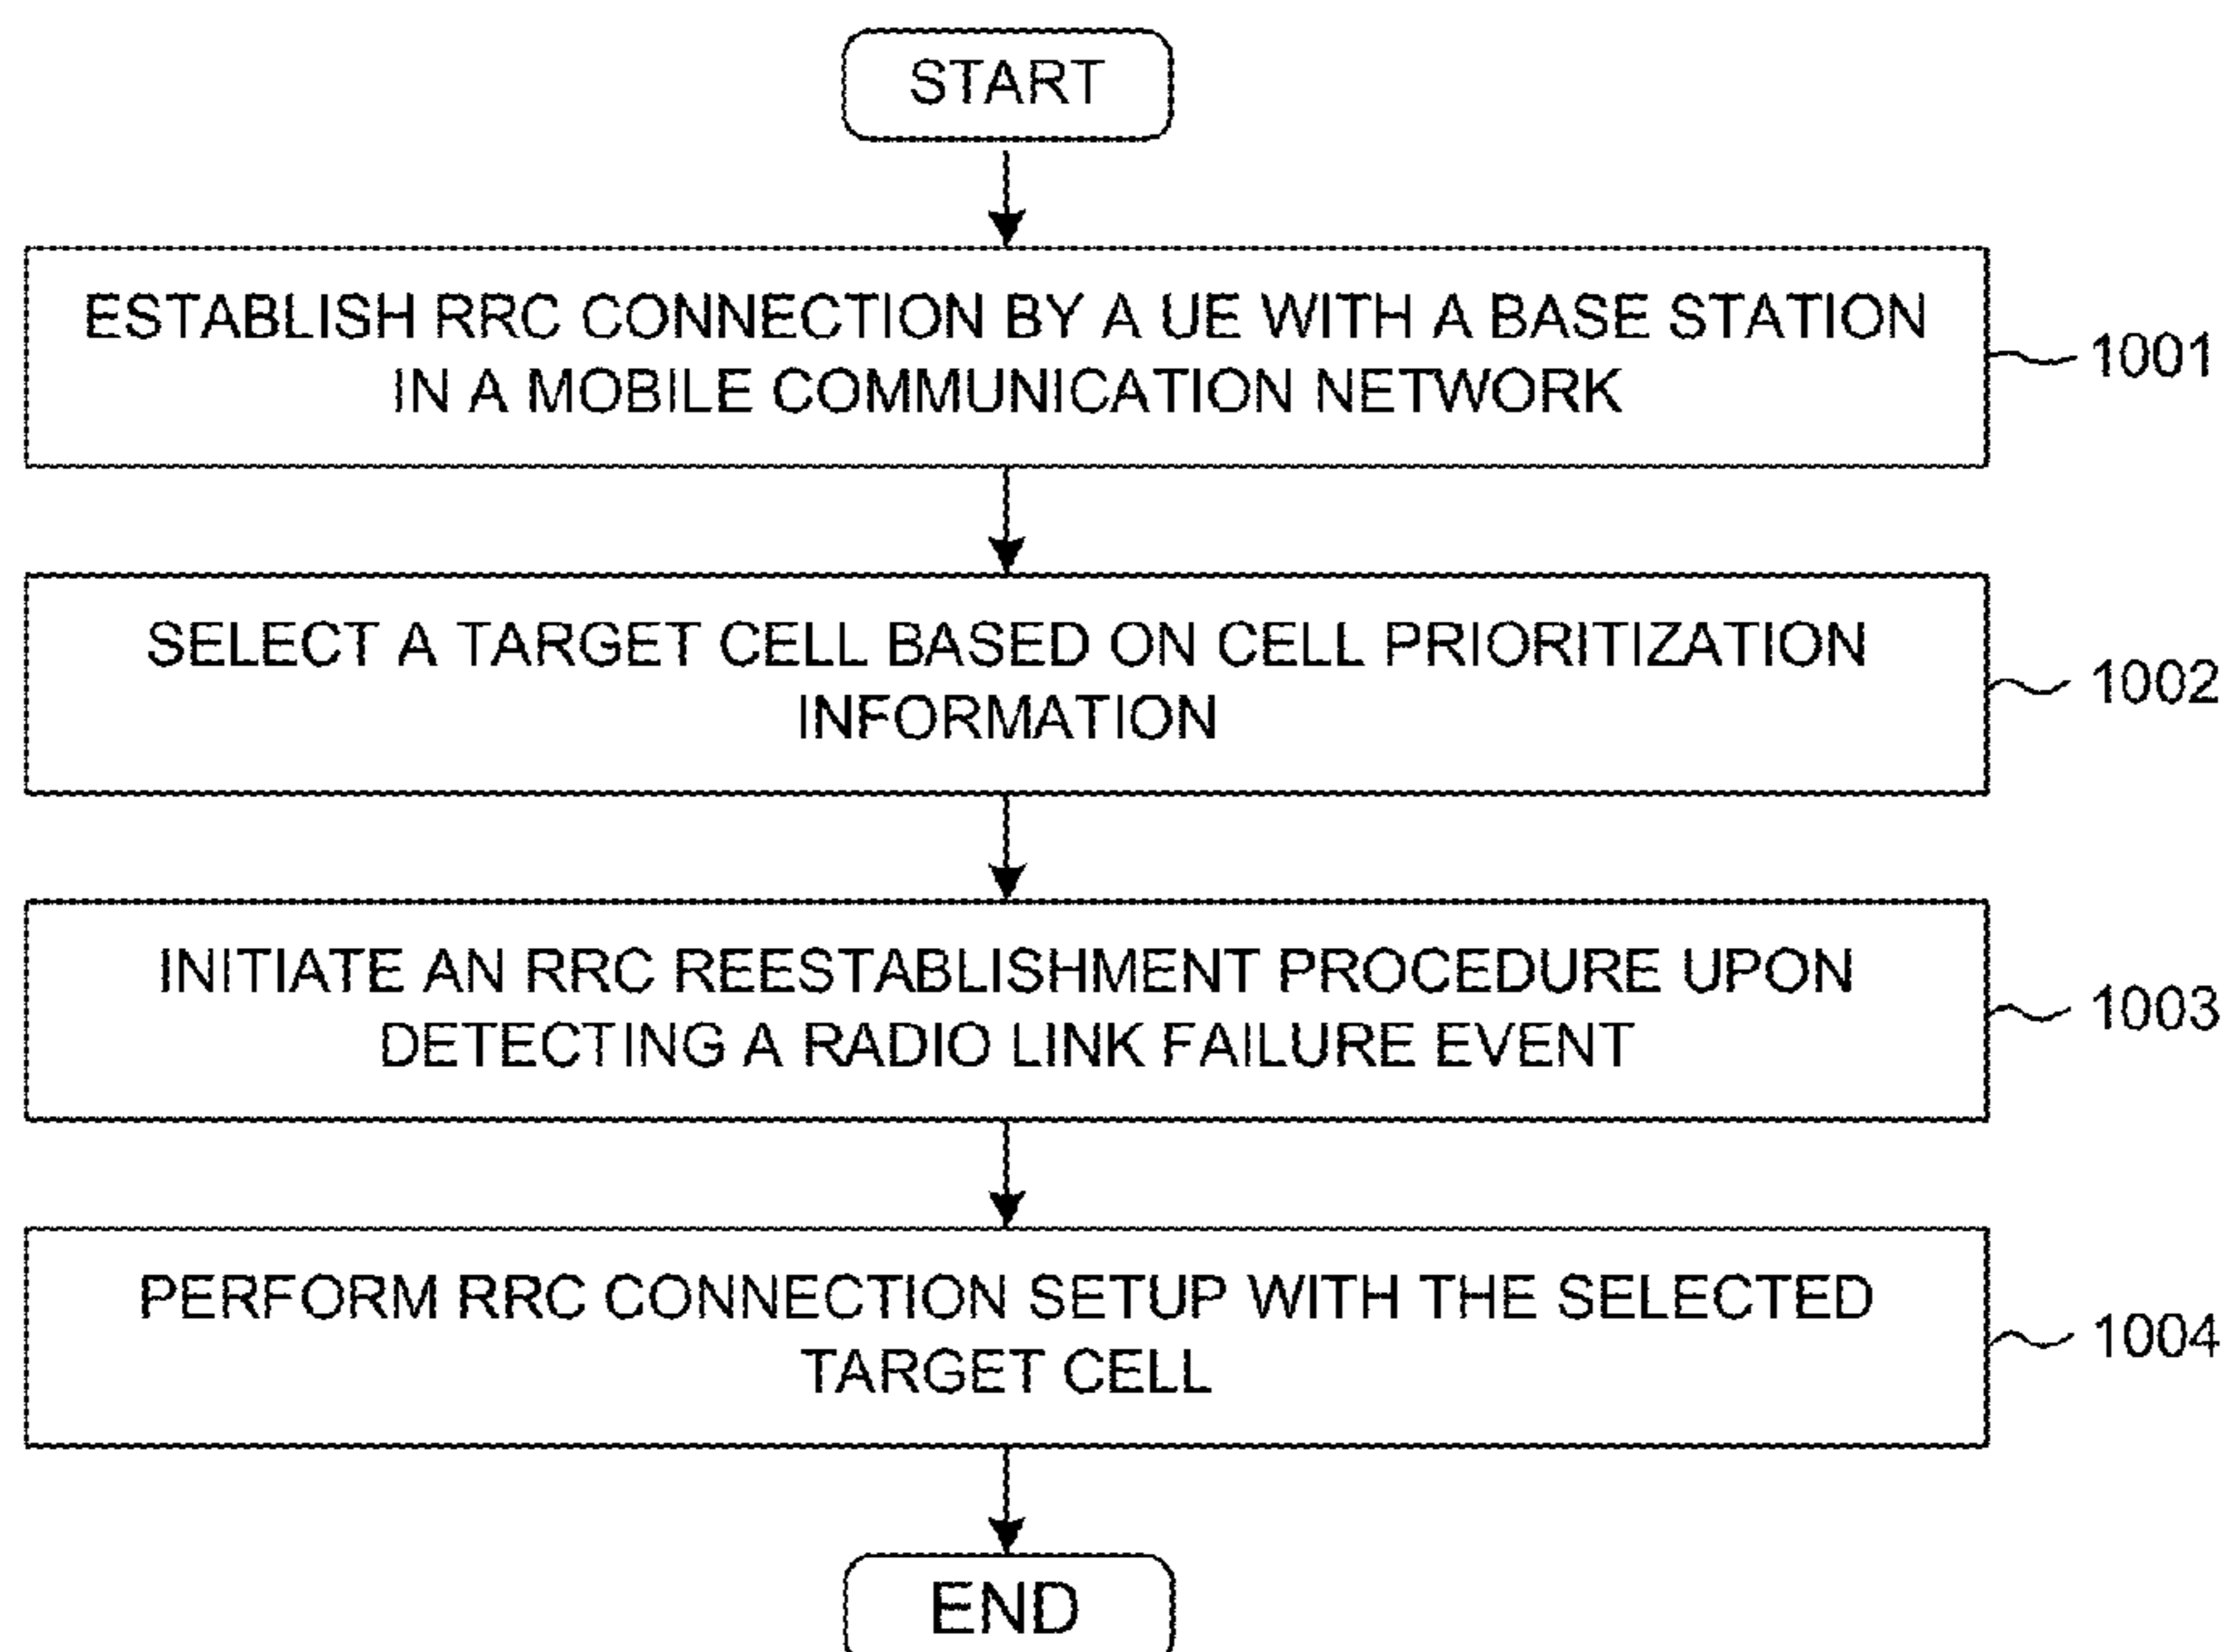 START
ESTABLISH RRC CONNECTION BY A UE WITH A BASE STATION
IN A MOBILE COMMUNICATION NETWORK
1001
SELECT A TARGET CELL BASED ON CELL PRIORITIZATION
INFORMATION
1002
INITIATE AN RRC REESTABLISHMENT PROCEDURE UPON
DETECTING A RADIO LINK FAILURE EVENT
1003
PERFORM RRC CONNECTION SETUP WITH THE SELECTED
TARGET CELL
1004
END